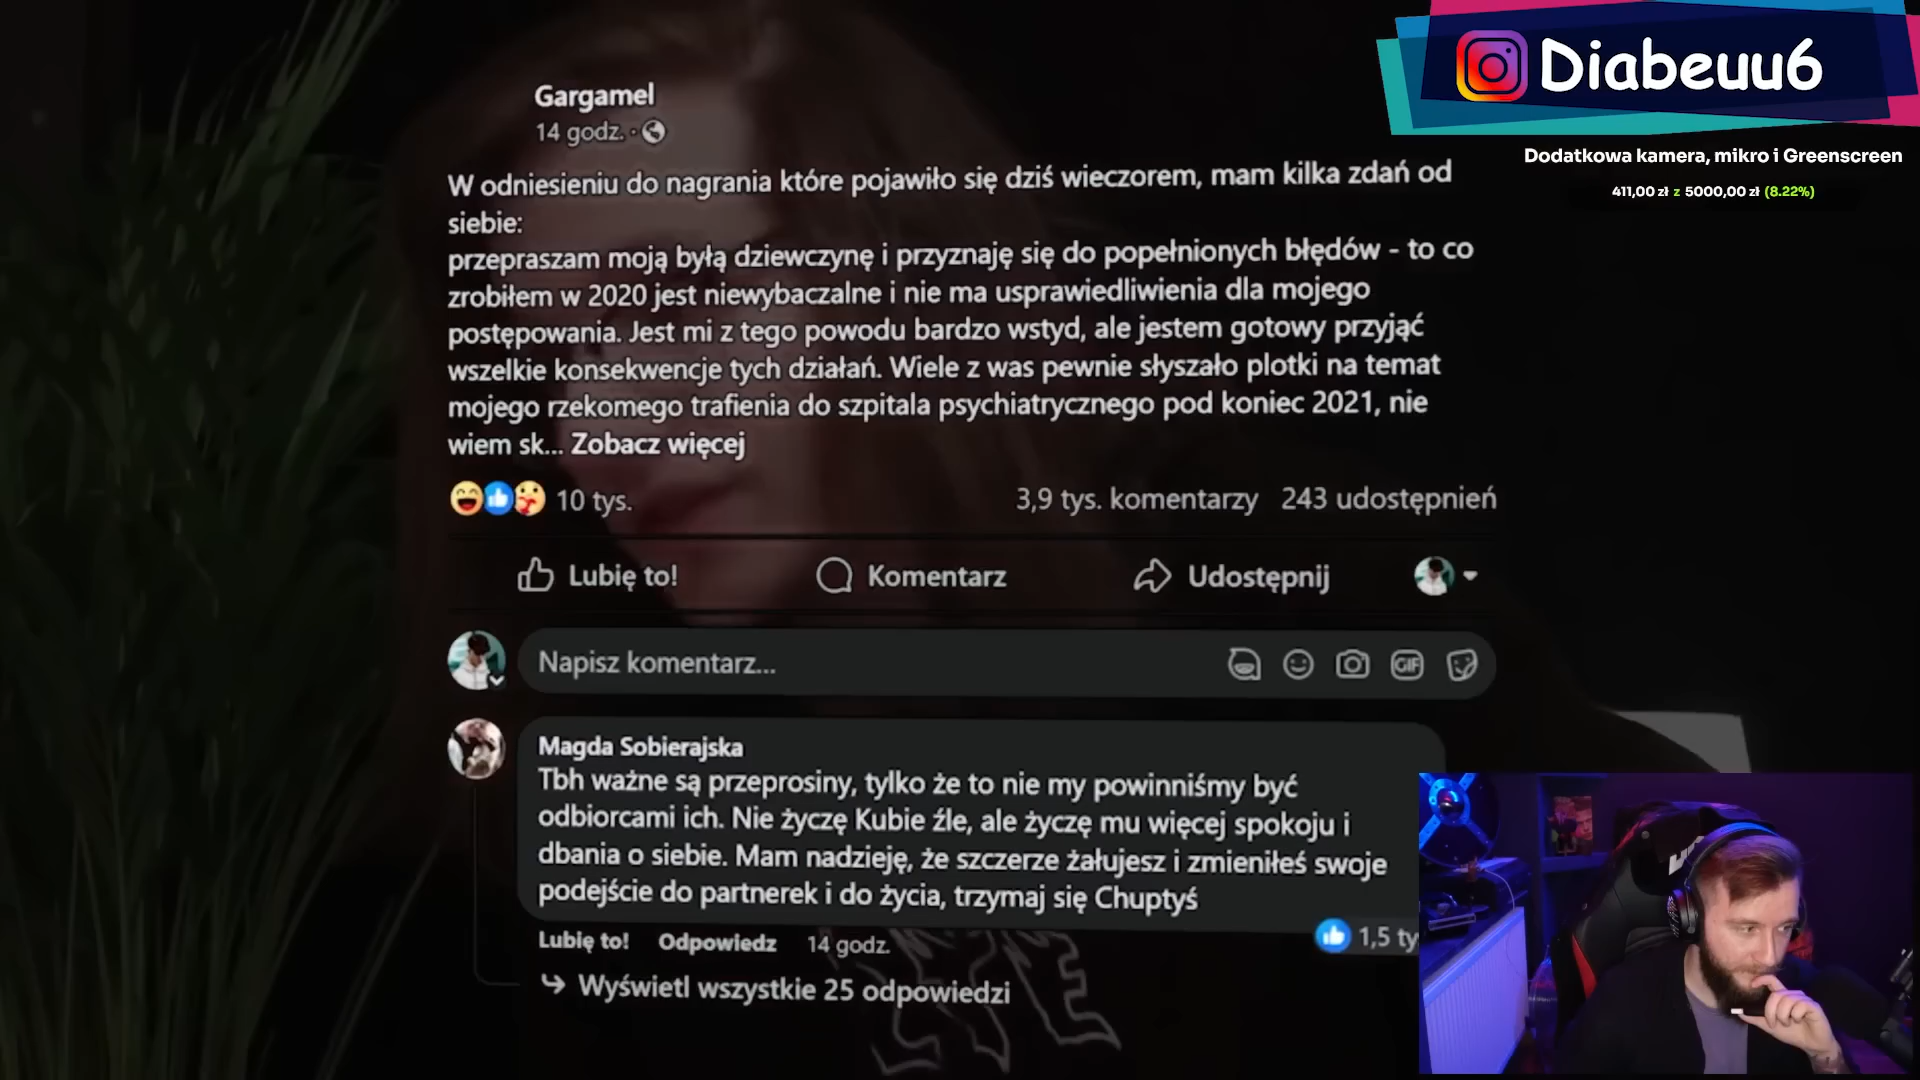 Diabeuu6
Dodatkowa kamera, mikro i Greenscreen
411,00 zł z 5000,00 zł (8.22%)
Gargamel
14 godz. ·
W odniesieniu do nagrania które pojawiło się dziś wieczorem, mam kilka zdań od
siebie:
przepraszam moją byłą dziewczynę i przyznaję się do popełnionych błędów - to co
zrobiłem w 2020 jest niewybaczalne i nie ma usprawiedliwienia dla mojego
postępowania. Jest mi z tego powodu bardzo wstyd, ale jestem gotowy przyjąć
wszelkie konsekwencje tych działań. Wiele z was pewnie słyszało plotki na temat
mojego rzekomego trafienia do szpitala psychiatrycznego pod koniec 2021, nie
wiem sk... Zobacz więcej
10 tys. 3,9 tys. komentarzy 243 udostępnień
Lubię to! Komentarz Udostępnij
Napisz komentarz...
GIF
Magda Sobierajska
Tbh ważne są przeprosiny, tylko że to nie my powinniśmy być
odbiorcami ich. Nie życzę Kubie źle, ale życzę mu więcej spokoju i
dbania o siebie. Mam nadzieję, że szczerze żałujesz i zmieniłeś swoje
podejście do partnerek i do życia, trzymaj się Chuptyś
Lubię to! Odpowiedz 14 godz. 1,5 ty
Wyświetl wszystkie 25 odpowiedzi